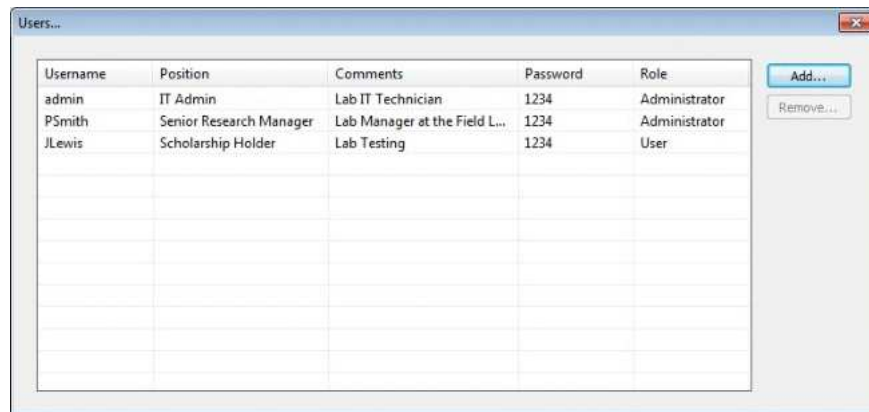 Users...
Username Position Comments Password Role
Add...
admin IT Admin Lab IT Technician 1234 Administrator
Remove...
PSmith Senior Research Manager Lab Manager at the Field L... 1234 Administrator
JLewis Scholarship Holder Lab Testing 1234 User